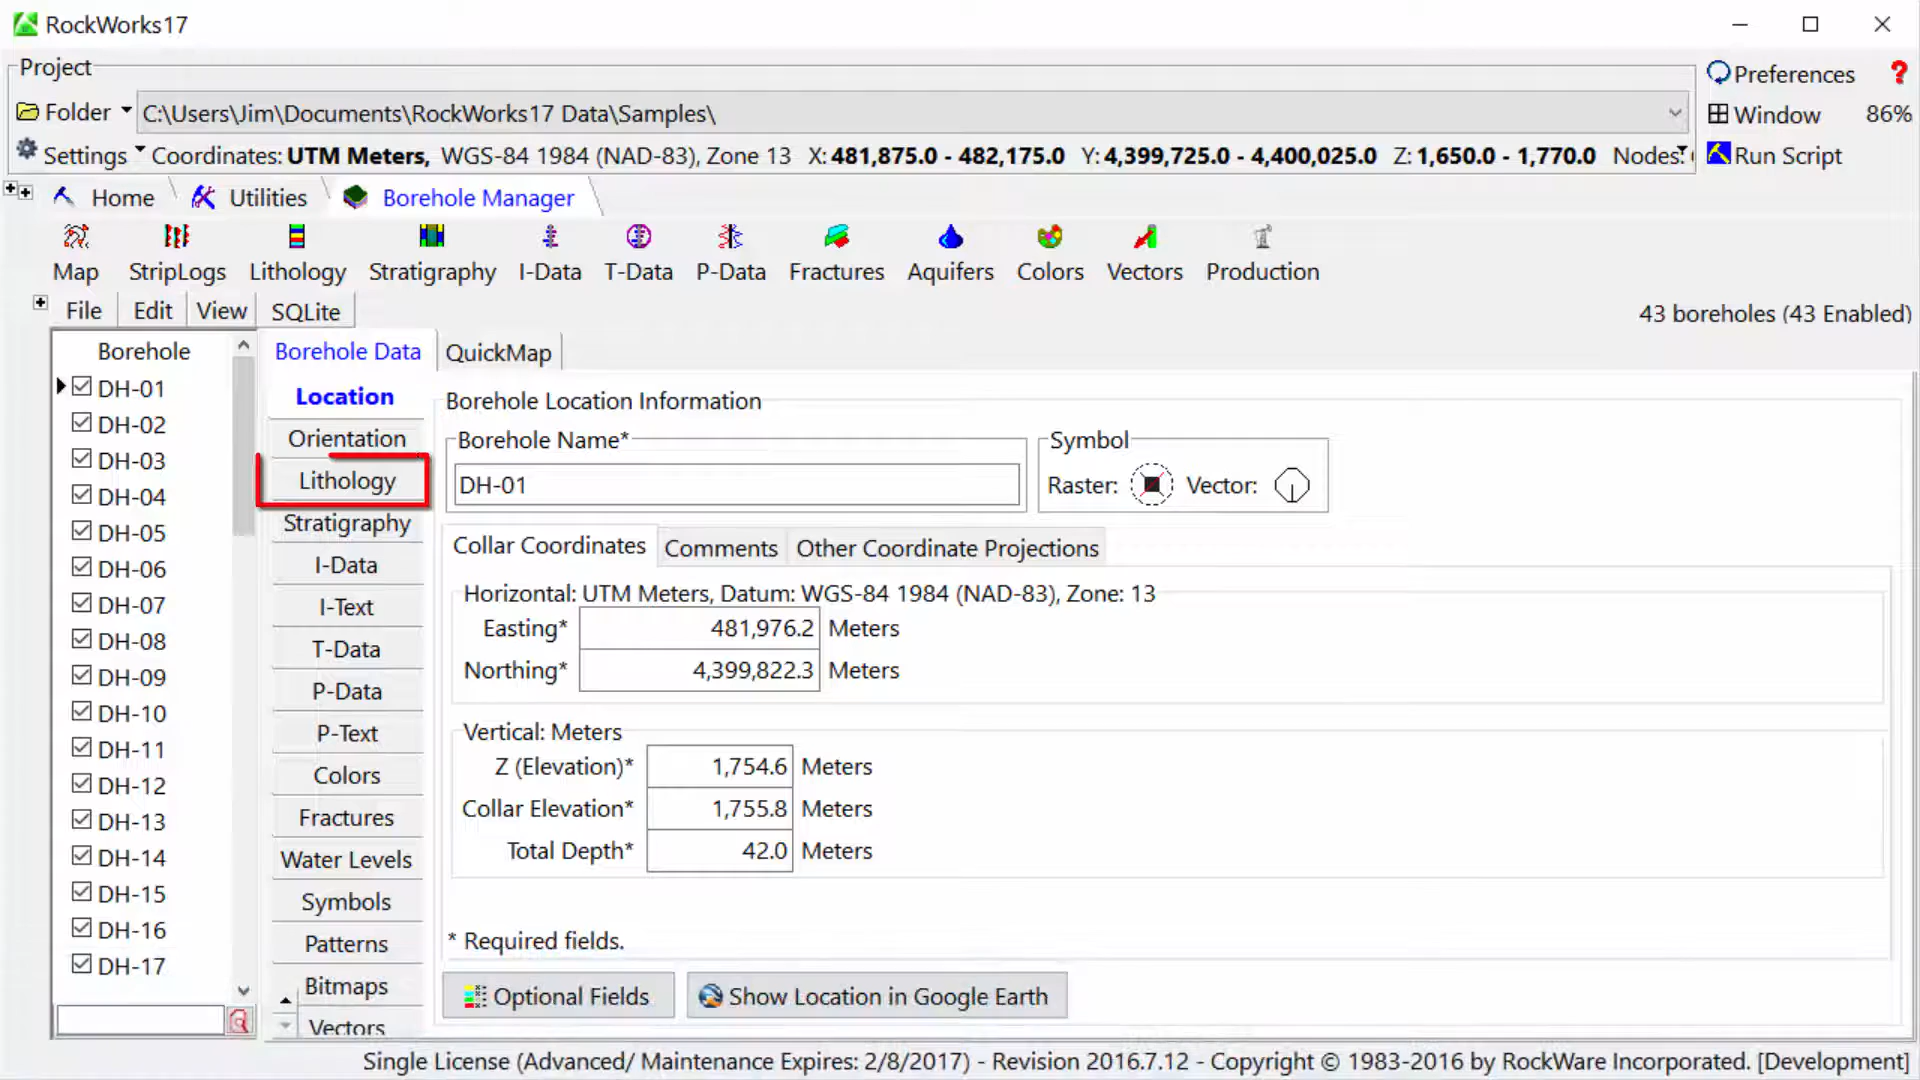 RockWorks17
Project
Folder C:\Users\Jim\Documents\RockWorks17 Data\Samples\
Preferences ?
Window 86%
Settings Coordinates: UTM Meters, WGS-84 1984 (NAD-83), Zone 13 X: 481,875.0 - 482,175.0 Y: 4,399,725.0 - 4,400,025.0 Z: 1,650.0 - 1,770.0 Nodes:
Run Script
Home Utilities Borehole Manager
Map StripLogs Lithology Stratigraphy I-Data T-Data P-Data Fractures Aquifers Colors Vectors Production
File Edit View SQLite
43 boreholes (43 Enabled)
Borehole
DH-01
DH-02
DH-03
DH-04
DH-05
DH-06
DH-07
DH-08
DH-09
DH-10
DH-11
DH-12
DH-13
DH-14
DH-15
DH-16
DH-17
Borehole Data QuickMap
Location
Orientation
Lithology
Stratigraphy
I-Data
I-Text
T-Data
P-Data
P-Text
Colors
Fractures
Water Levels
Symbols
Patterns
Bitmaps
Vectors
Borehole Location Information
Borehole Name*
DH-01
Symbol
Raster: Vector:
Collar Coordinates Comments Other Coordinate Projections
Horizontal: UTM Meters, Datum: WGS-84 1984 (NAD-83), Zone: 13
Easting* 481,976.2 Meters
Northing* 4,399,822.3 Meters
Vertical: Meters
Z (Elevation)* 1,754.6 Meters
Collar Elevation* 1,755.8 Meters
Total Depth* 42.0 Meters
* Required fields.
Optional Fields Show Location in Google Earth
Single License (Advanced/ Maintenance Expires: 2/8/2017) - Revision 2016.7.12 - Copyright © 1983-2016 by RockWare Incorporated. [Development]